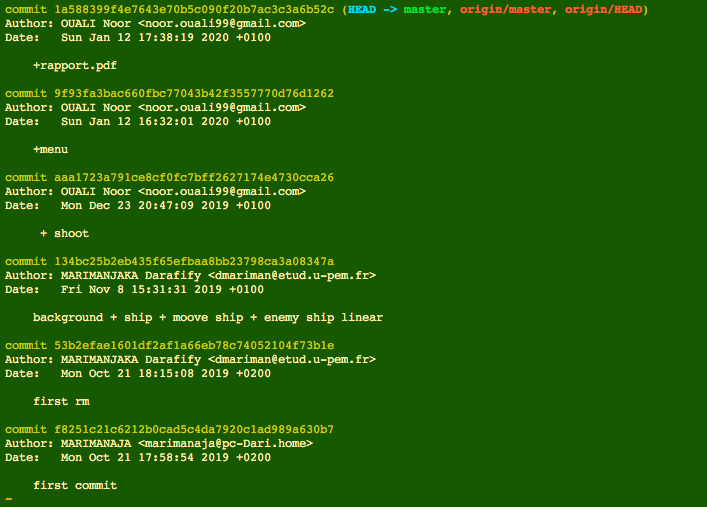 commit 1a588399f4e7643e70b5c090f20b7ac3c3a6b52c (HEAD -> master, origin/master, origin/HEAD)
Author: OUALI Noor <noor.ouali99@gmail.com>
Date:   Sun Jan 12 17:38:19 2020 +0100
+rapport.pdf
commit 9f93fa3bac660fbc77043b42f3557770d76d1262
Author: OUALI Noor <noor.ouali99@gmail.com>
Date:   Sun Jan 12 16:32:01 2020 +0100
+menu
commit aaa1723a791ce8cf0fc7bff2627174e4730cca26
Author: OUALI Noor <noor.ouali99@gmail.com>
Date:   Mon Dec 23 20:47:09 2019 +0100
+ shoot
commit 134bc25b2eb435f65efbaa8bb23798ca3a08347a
Author: MARIMANJAKA Darafify <dmariman@etud.u-pem.fr>
Date:   Fri Nov 8 15:31:31 2019 +0100
background + ship + moove ship + enemy ship linear
commit 53b2efae1601df2af1a66eb78c74052104f73b1e
Author: MARIMANJAKA Darafify <dmariman@etud.u-pem.fr>
Date:   Mon Oct 21 18:15:08 2019 +0200
first rm
commit f8251c21c6212b0cad5c4da7920c1ad989a630b7
Author: MARIMANAJA <marimanaja@pc-Dari.home>
Date:   Mon Oct 21 17:58:54 2019 +0200
first commit